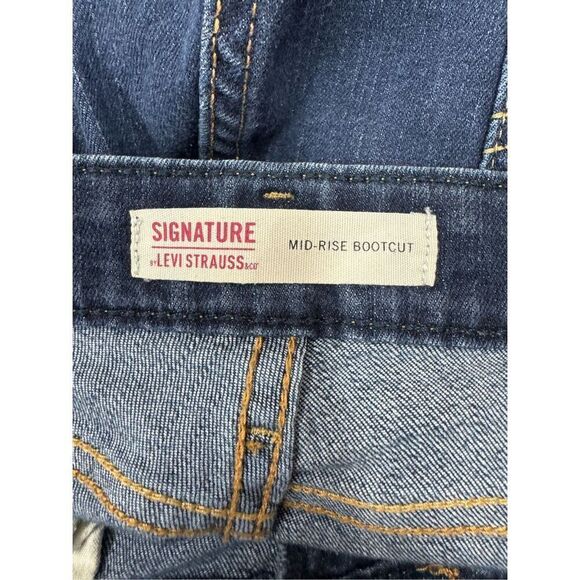 SIGNATURE
BY LEVI STRAUSS & CO
MID-RISE BOOTCUT